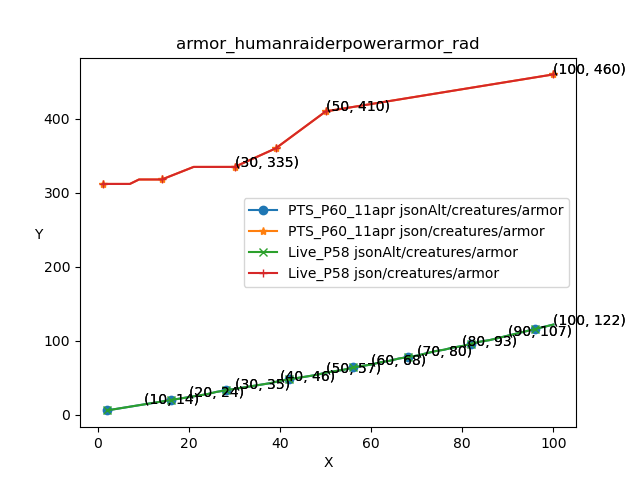 armor_humanraiderpowerarmor_rad
(100, 460)
(50, 410)
(30, 335)
400
300
200
100
0
Y
PTS_P60_11apr jsonAlt/creatures/armor
PTS_P60_11apr json/creatures/armor
Live_P58 jsonAlt/creatures/armor
Live_P58 json/creatures/armor
(100, 122)
(90, 107)
(80, 93)
(70, 80)
(60, 68)
(50, 57)
(40, 46)
(30, 35)
(20, 24)
(10, 14)
0 20 40 60 80 100
X